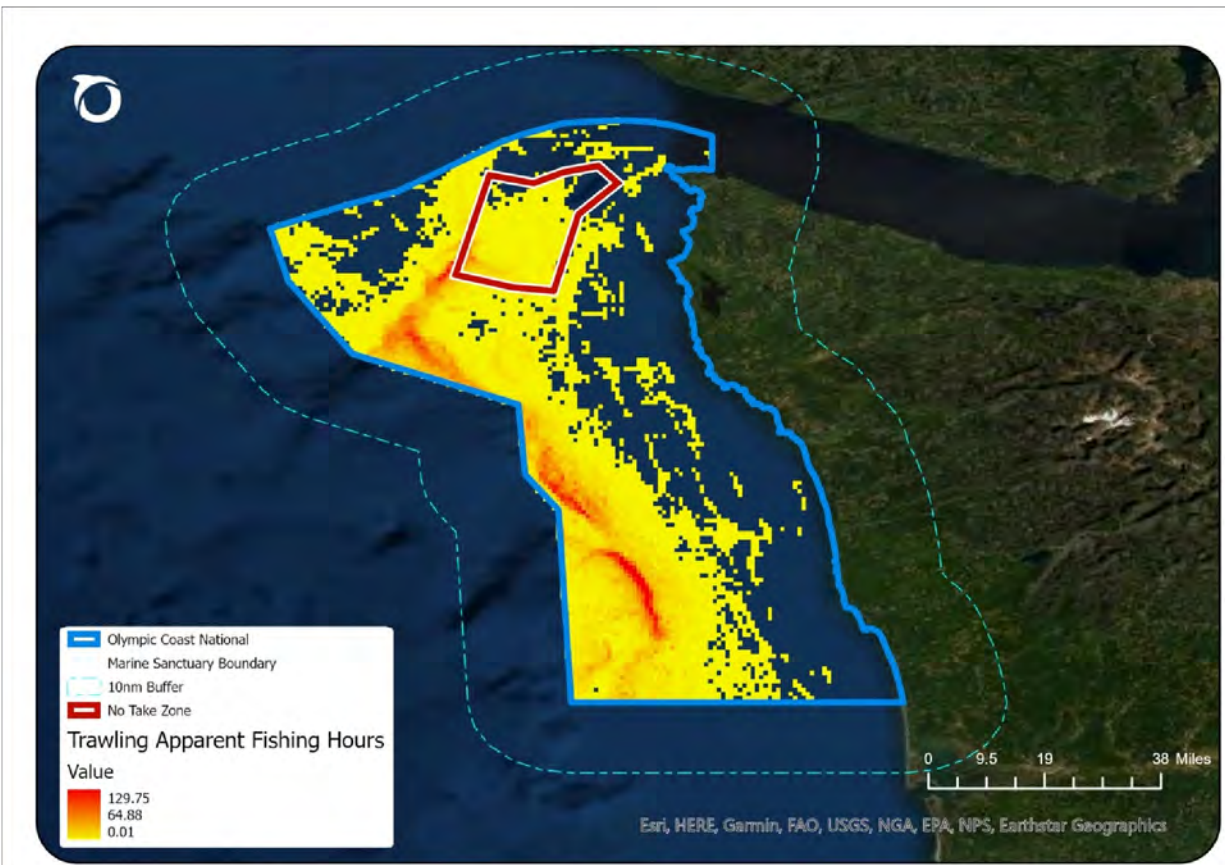 Olympic Coast National
Marine Sanctuary Boundary
10nm Buffer
No Take Zone
Trawling Apparent Fishing Hours
Value
129.75
64.88
0.01
0 9.5 19 38 Miles
Esri, HERE, Garmin, FAO, USGS, NGA, EPA, NPS, Earthstar Geographics